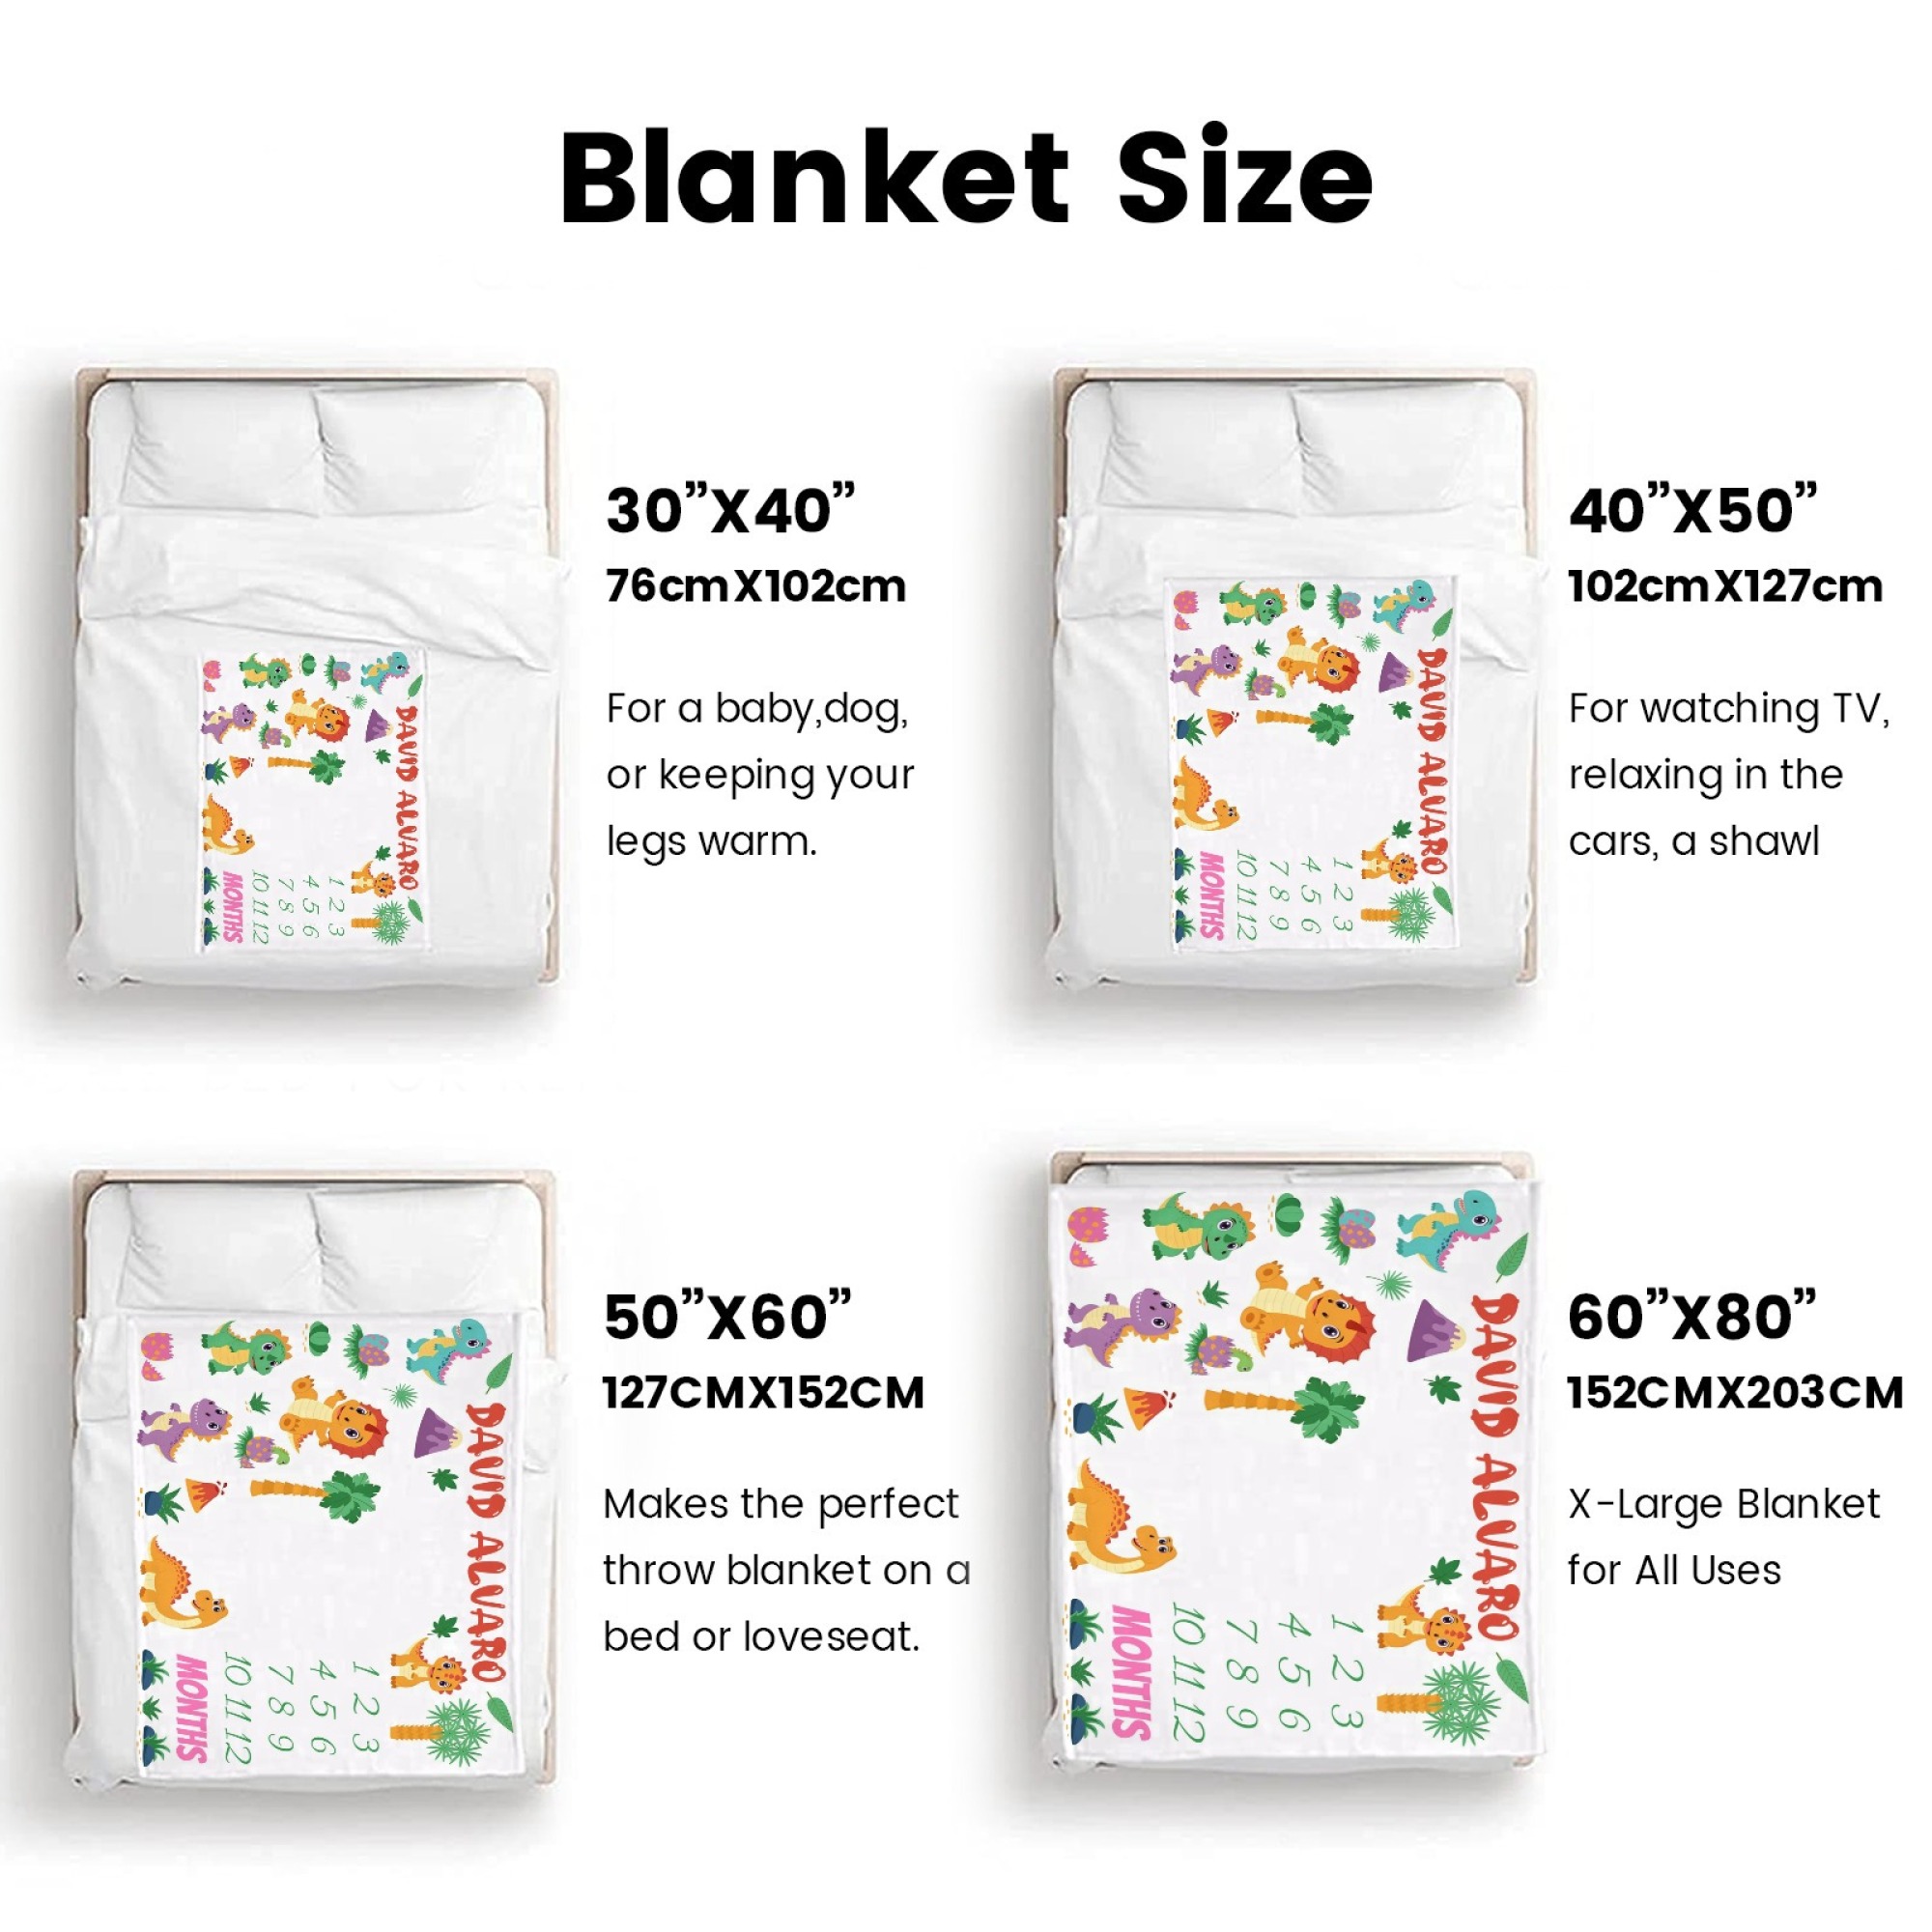 Blanket Size
30”X40”
76cmX102cm
For a baby,dog,
or keeping your
legs warm.
DAVID ALVARO
1 2 3
4 5 6
7 8 9
10 11 12
MONTHS
40”X50”
102cmX127cm
For watching TV,
relaxing in the
cars, a shawl
DAVID ALVARO
1 2 3
4 5 6
7 8 9
10 11 12
MONTHS
50”X60”
127CMX152CM
Makes the perfect
throw blanket on a
bed or loveseat.
DAVID ALVARO
1 2 3
4 5 6
7 8 9
10 11 12
MONTHS
60”X80”
152CMX203CM
X-Large Blanket
for All Uses
DAVID ALVARO
1 2 3
4 5 6
7 8 9
10 11 12
MONTHS